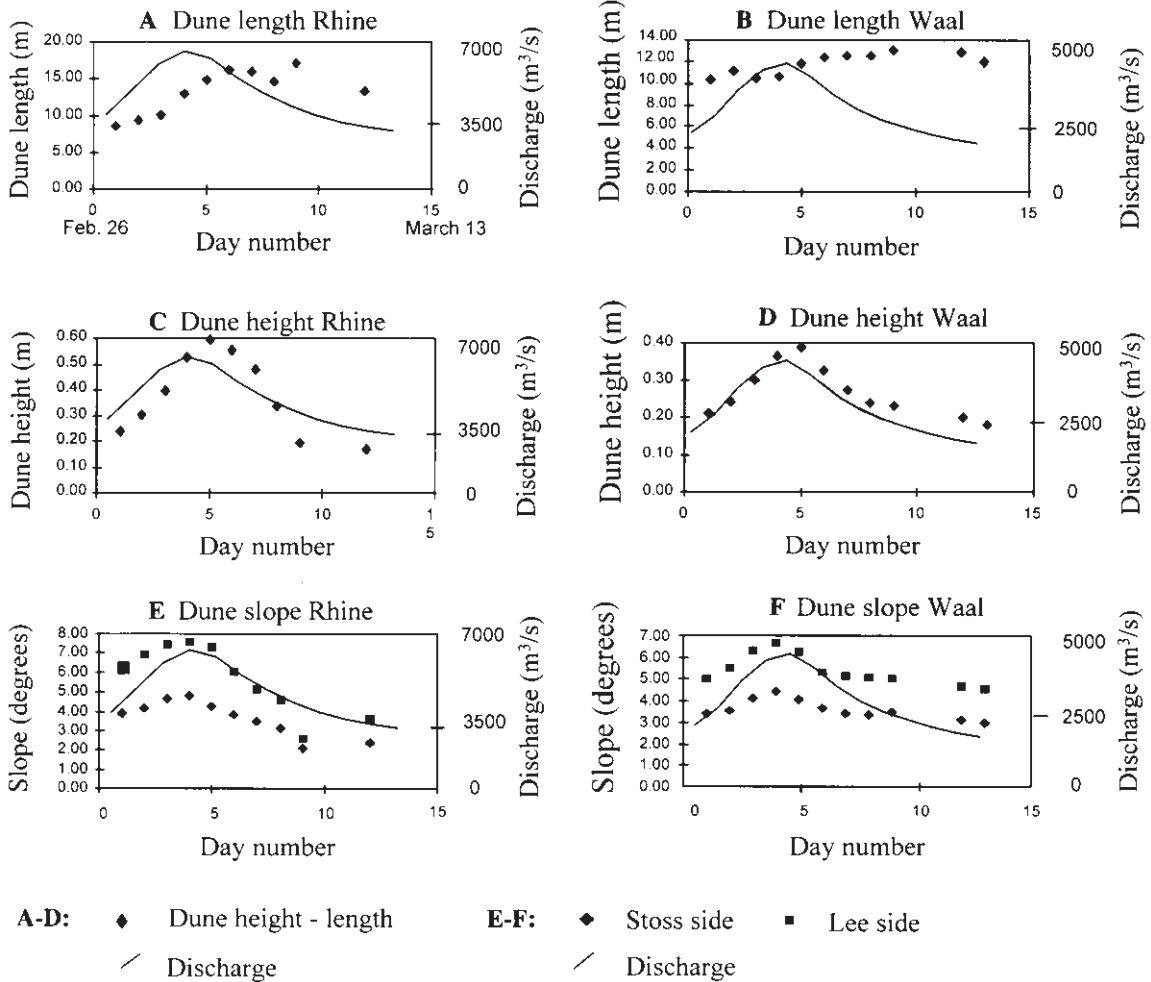 A Dune length Rhine
Dune length (m)
20.00
15.00
10.00
5.00
0.00
0
5
10
15
Feb. 26
March 13
Day number
7000
3500
0
Discharge (m³/s)
B Dune length Waal
Dune length (m)
14.00
12.00
10.00
8.00
6.00
4.00
2.00
0.00
0
5
10
15
Day number
5000
2500
0
Discharge (m³/s)
C Dune height Rhine
Dune height (m)
0.60
0.50
0.40
0.30
0.20
0.10
0.00
0
5
10
1
5
Day number
7000
3500
0
Discharge (m³/s)
D Dune height Waal
Dune height (m)
0.40
0.30
0.20
0.10
0.00
0
5
10
15
Day number
5000
2500
0
Discharge (m³/s)
E Dune slope Rhine
Slope (degrees)
8.00
7.00
6.00
5.00
4.00
3.00
2.00
1.00
0.00
0
5
10
15
Day number
7000
3500
0
Discharge (m³/s)
F Dune slope Waal
Slope (degrees)
7.00
6.00
5.00
4.00
3.00
2.00
1.00
0.00
0
5
10
15
Day number
5000
2500
0
Discharge (m³/s)
A-D: Dune height - length
Discharge
E-F: Stoss side Lee side
Discharge